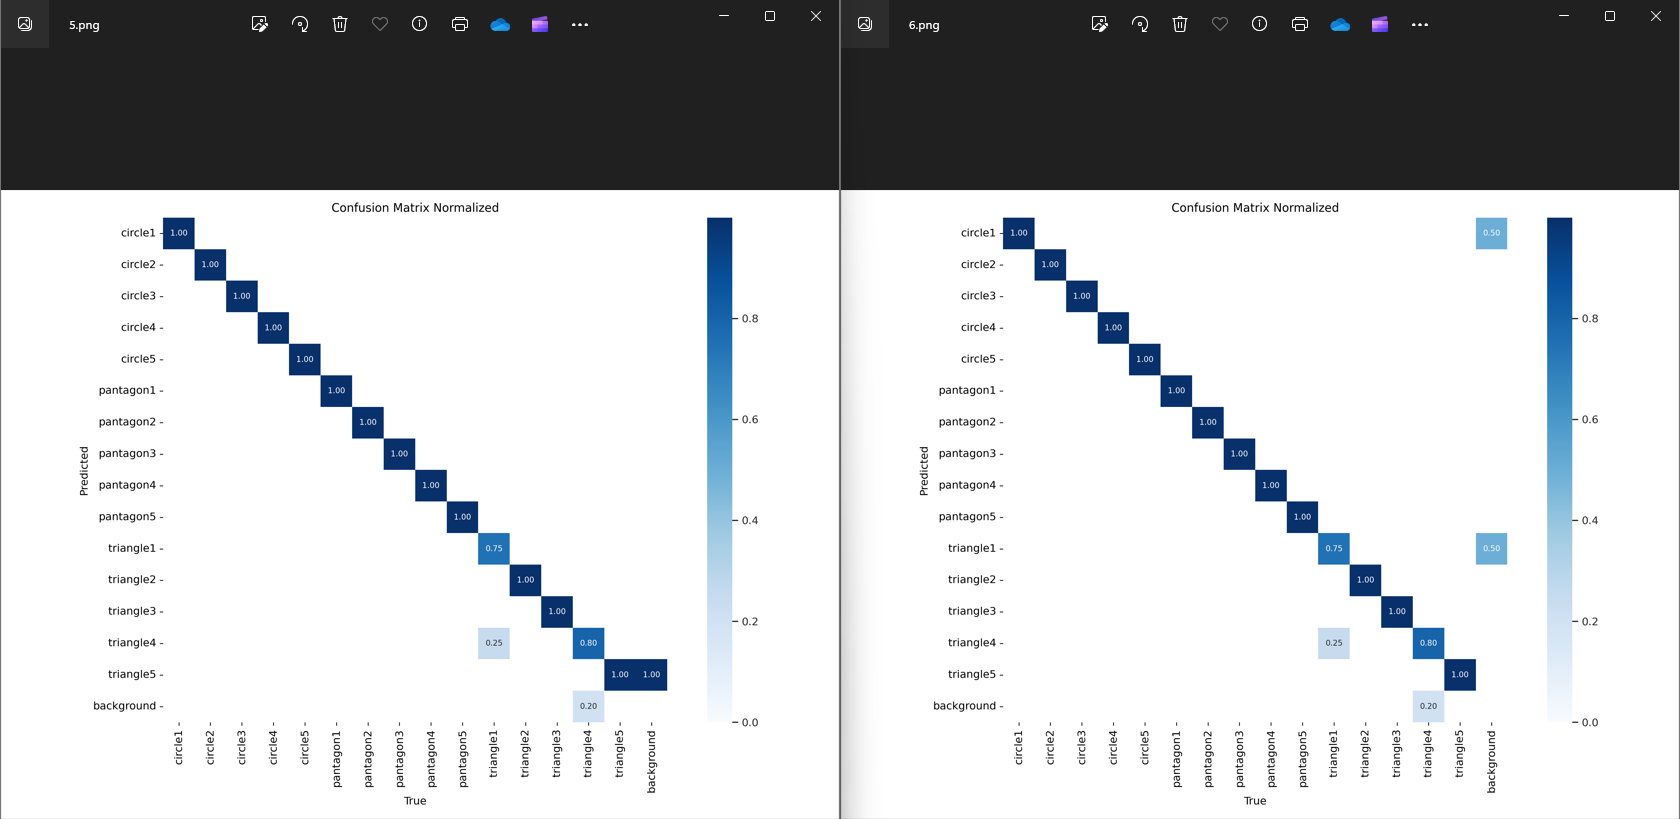 5.png
Confusion Matrix Normalized
circle1
1.00
circle2
1.00
circle3
1.00
circle4
1.00
circle5
1.00
pantagon1
1.00
pantagon2
1.00
pantagon3
1.00
pantagon4
1.00
pantagon5
1.00
triangle1
0.75
triangle2
1.00
triangle3
1.00
triangle4
0.25 0.80
triangle5
1.00 1.00
background
0.20
Predicted
circle1
circle2
circle3
circle4
circle5
pantagon1
pantagon2
pantagon3
pantagon4
pantagon5
triangle1
triangle2
triangle3
triangle4
triangle5
background
True
0.8
0.6
0.4
0.2
0.0
6.png
Confusion Matrix Normalized
circle1
1.00 0.50
circle2
1.00
circle3
1.00
circle4
1.00
circle5
1.00
pantagon1
1.00
pantagon2
1.00
pantagon3
1.00
pantagon4
1.00
pantagon5
1.00
triangle1
0.75 0.50
triangle2
1.00
triangle3
1.00
triangle4
0.25 0.80
triangle5
1.00
background
0.20
Predicted
circle1
circle2
circle3
circle4
circle5
pantagon1
pantagon2
pantagon3
pantagon4
pantagon5
triangle1
triangle2
triangle3
triangle4
triangle5
background
True
0.8
0.6
0.4
0.2
0.0